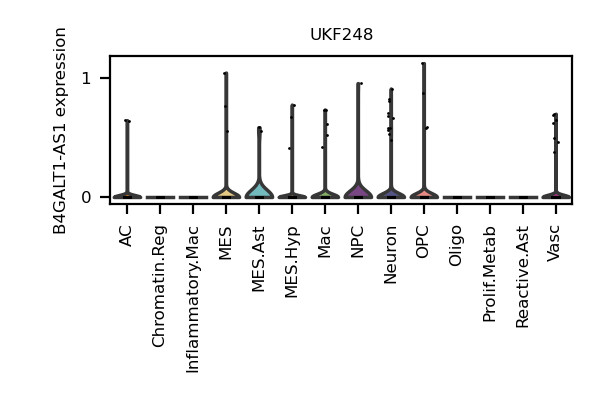 UKF248
B4GALT1-AS1 expression
1
0
AC
Chromatin.Reg
Inflammatory.Mac
MES
MES.Ast
MES.Hyp
Mac
NPC
Neuron
OPC
Oligo
Prolif.Metab
Reactive.Ast
Vasc